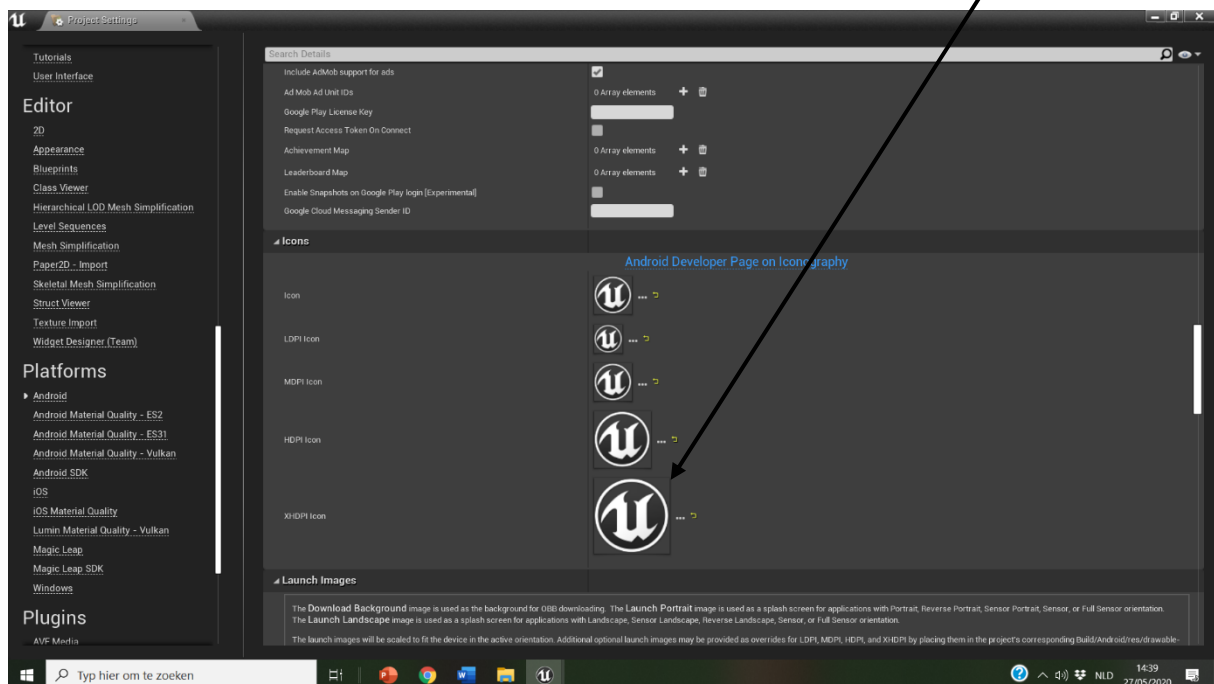 Project Settings
Tutorials
User Interface
Editor
2D
Appearance
Blueprints
Class Viewer
Hierarchical LOD Mesh Simplification
Level Sequences
Mesh Simplification
Paper2D - Import
Skeletal Mesh Simplification
Struct Viewer
Texture Import
Widget Designer (Team)
Platforms
Android
Android Material Quality - ES2
Android Material Quality - ES31
Android Material Quality - Vulkan
Android SDK
iOS
iOS Material Quality
Lumin Material Quality - Vulkan
Magic Leap
Magic Leap SDK
Windows
Plugins
AVF Media
Search Details
Include AdMob support for ads
Ad Mob Ad Unit IDs 0 Array elements
Google Play License Key
Request Access Token On Connect
Achievement Map 0 Array elements
Leaderboard Map 0 Array elements
Enable Snapshots on Google Play login [Experimental]
Google Cloud Messaging Sender ID
Icons
Android Developer Page on Iconography
Icon
LDPI Icon
MDPI Icon
HDPI Icon
XHDPI Icon
Launch Images
The Download Background image is used as the background for OBB downloading. The Launch Portrait image is used as a splash screen for applications with Portrait, Reverse Portrait, Sensor Portrait, Sensor, or Full Sensor orientation.
The Launch Landscape image is used as a splash screen for applications with Landscape, Sensor Landscape, Reverse Landscape, Sensor, or Full Sensor orientation.
The launch images will be scaled to fit the device in the active orientation. Additional optional launch images may be provided as overrides for LDPI, MDPI, HDPI, and XHDPI by placing them in the project's corresponding Build/Android/res/drawable-
Typ hier om te zoeken
NLD
14:39
27/05/2020